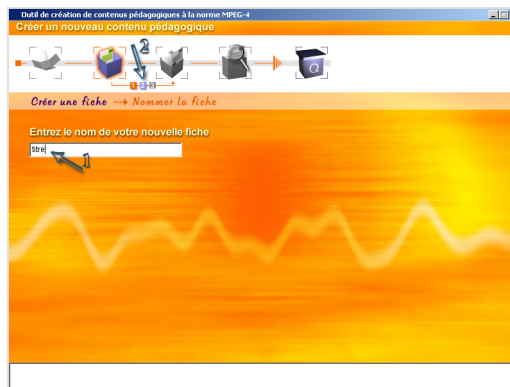 Outil de création de contenus pédagogiques à la norme MPEG-4
Créer un nouveau contenu pédagogique
2
1 2 3
Q
Créer une fiche ···→ Nommer la fiche
Entrez le nom de votre nouvelle fiche
titre
1